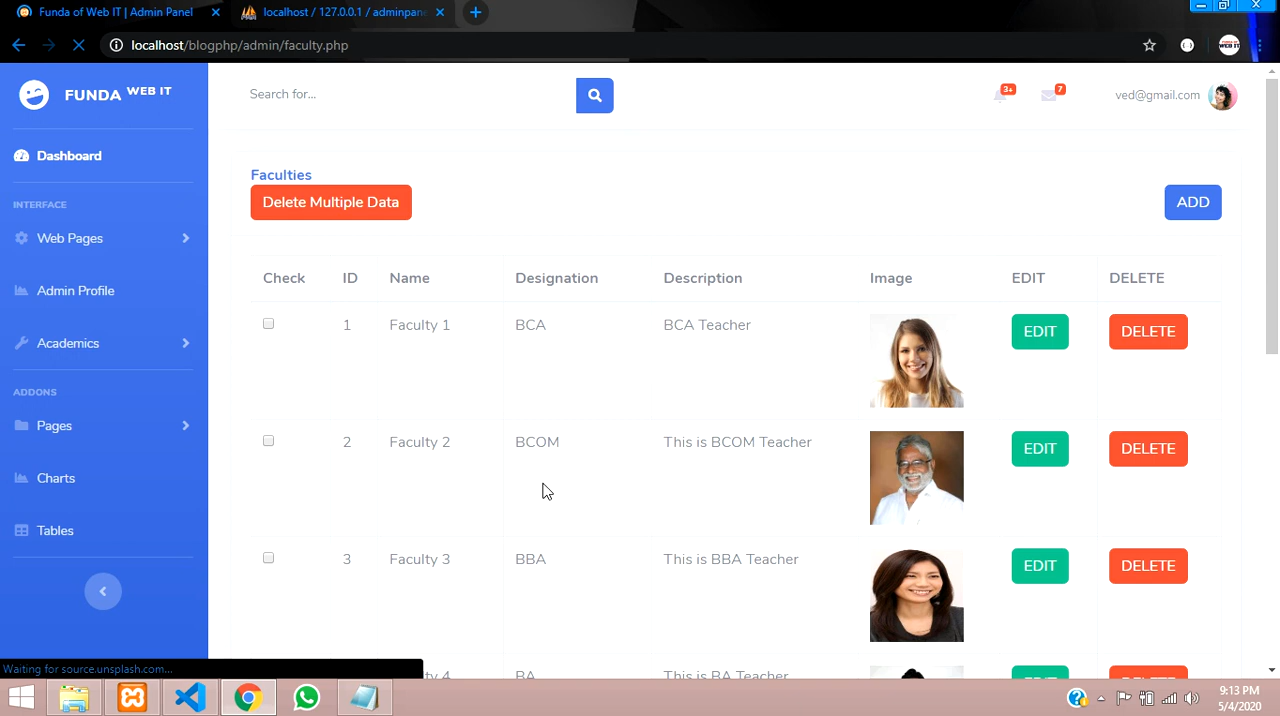 Funda of Web IT | Admin Panel
localhost / 127.0.0.1 / adminpane
localhost/blogphp/admin/faculty.php
FUNDA WEB IT
Search for...
3+
7
ved@gmail.com
Dashboard
INTERFACE
Web Pages
Admin Profile
Academics
ADDONS
Pages
Charts
Tables
Faculties
Delete Multiple Data
ADD
Check ID Name Designation Description Image EDIT DELETE
1 Faculty 1 BCA BCA Teacher EDIT DELETE
2 Faculty 2 BCOM This is BCOM Teacher EDIT DELETE
3 Faculty 3 BBA This is BBA Teacher EDIT DELETE
BA This is BA Teacher
Waiting for source.unsplash.com...
9:13 PM
5/4/2020